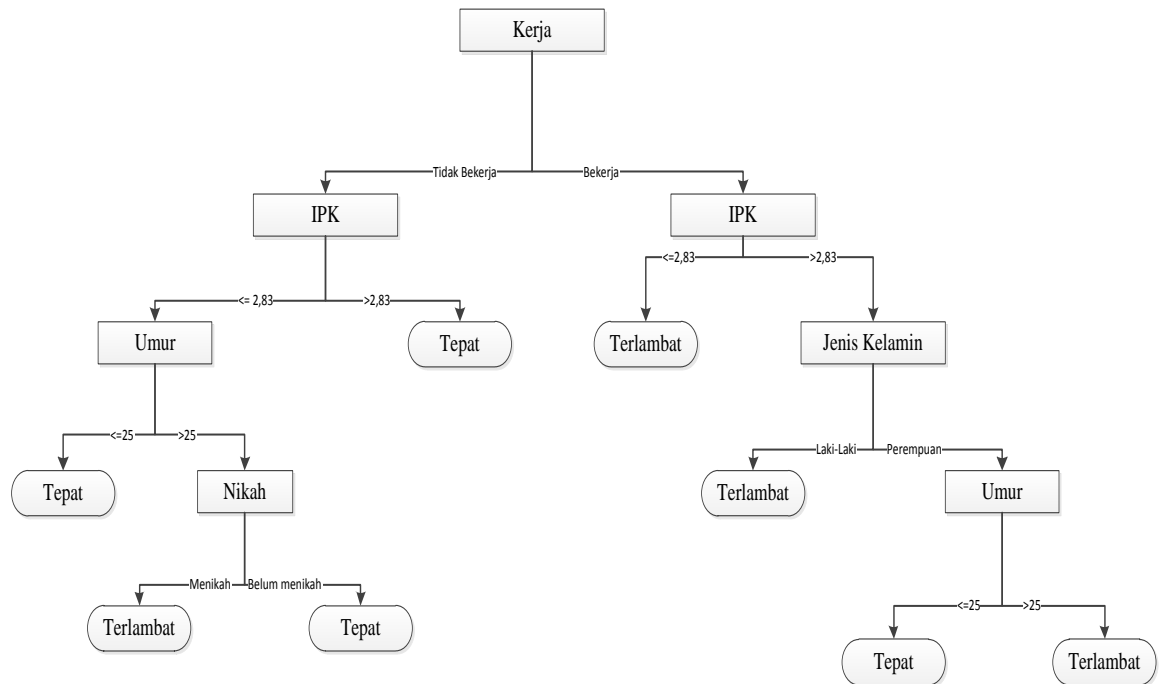 Kerja
Tidak Bekerja Bekerja
IPK IPK
<=2,83 >2,83
<= 2,83 >2,83
Umur Tepat Terlambat Jenis Kelamin
<=25 >25 Laki-Laki Perempuan
Tepat Nikah Terlambat Umur
Menikah Belum menikah
<=25 >25
Terlambat Tepat
Tepat Terlambat